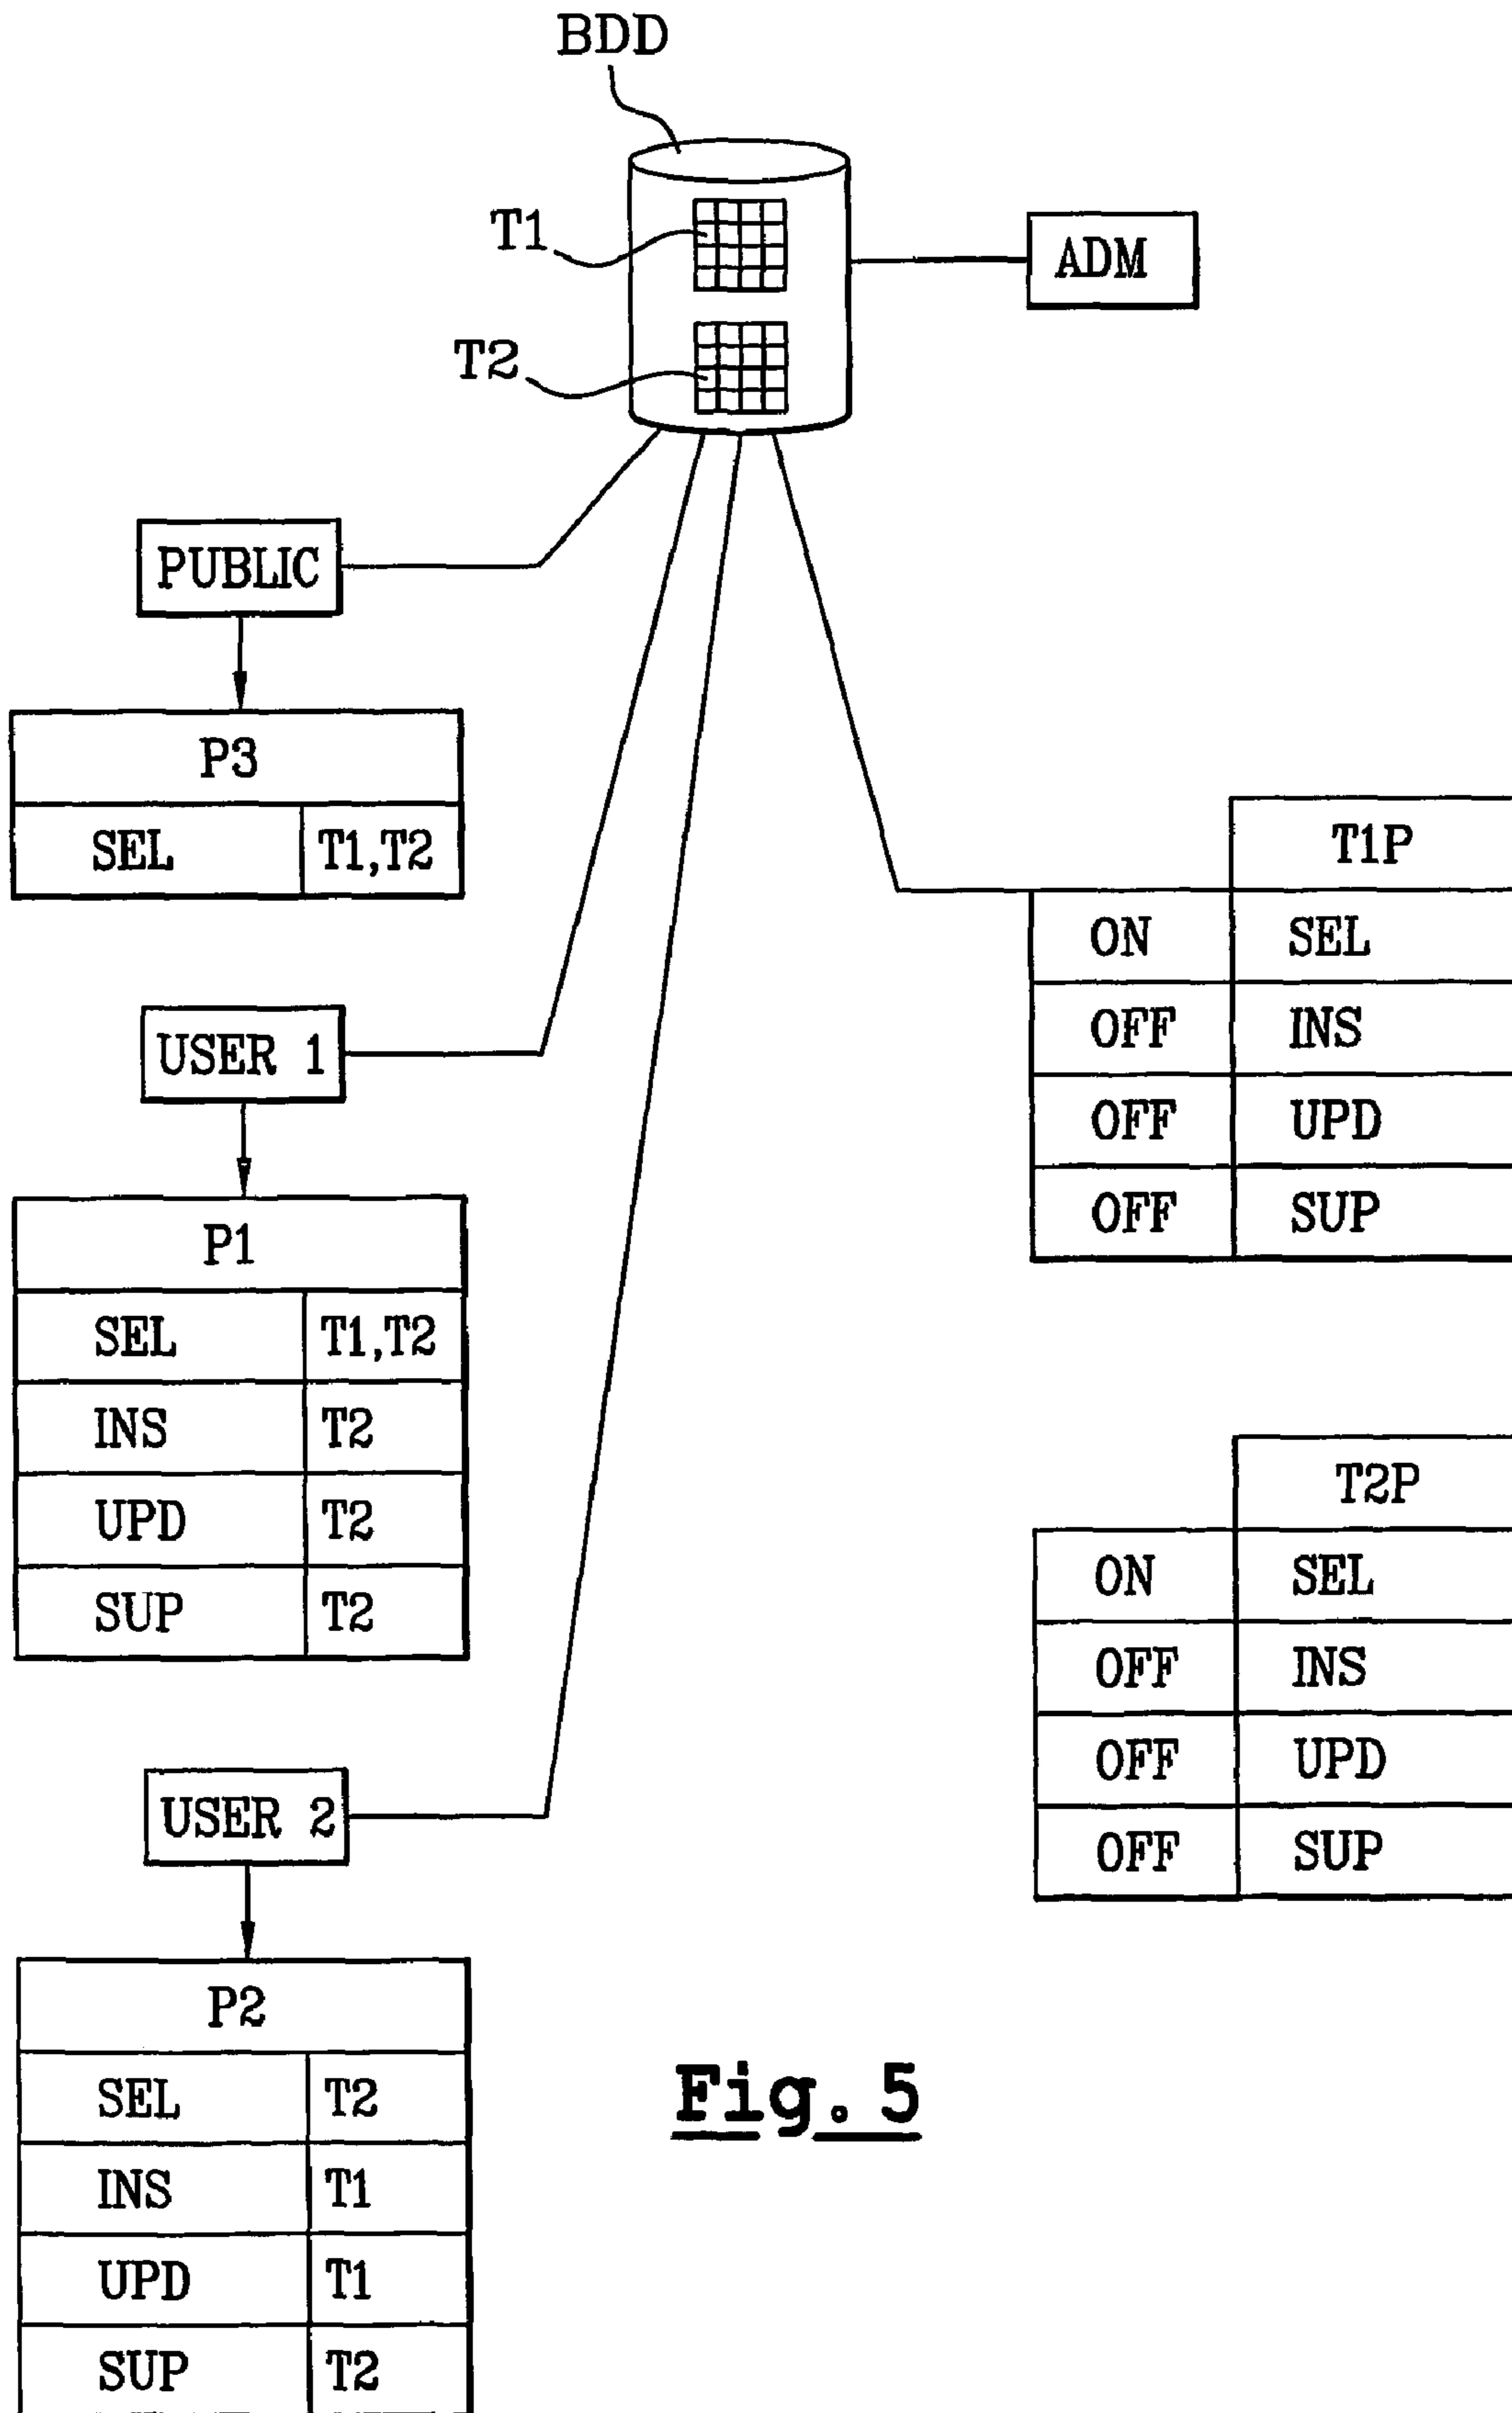 BDD
T1
ADM
T2
PUBLIC
P3
SEL T1,T2
USER 1
P1
SEL T1,T2
INS T2
UPD T2
SUP T2
USER 2
P2
SEL T2
INS T1
UPD T1
SUP T2
T1P
ON SEL
OFF INS
OFF UPD
OFF SUP
T2P
ON SEL
OFF INS
OFF UPD
OFF SUP
Fig. 5